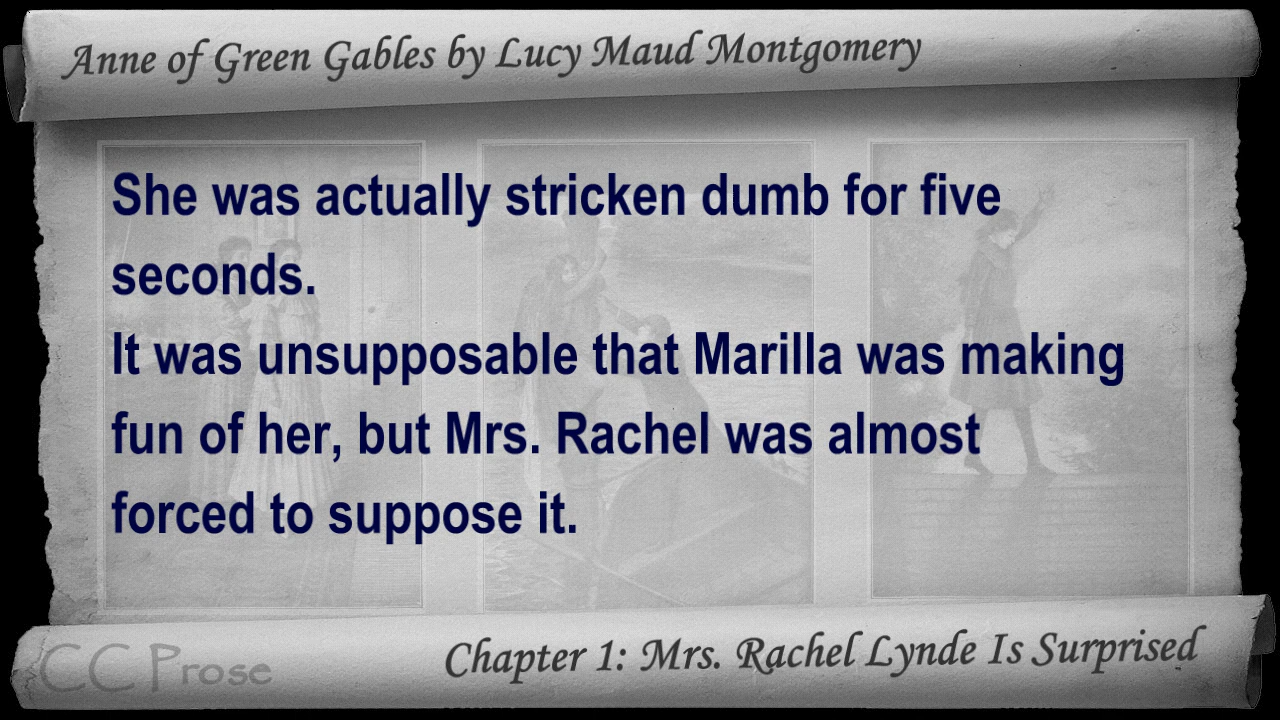 Anne of Green Gables by Lucy Maud Montgomery
She was actually stricken dumb for five
seconds.
It was unsupposable that Marilla was making
fun of her, but Mrs. Rachel was almost
forced to suppose it.
CC Prose
Chapter 1: Mrs. Rachel Lynde Is Surprised